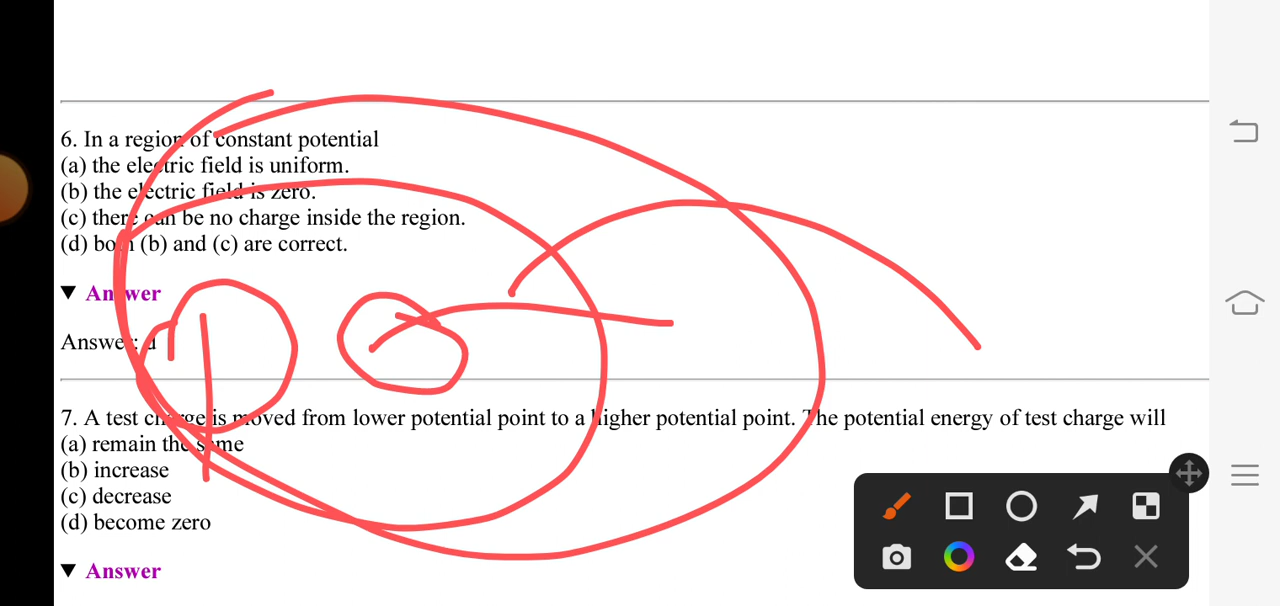 6. In a region of constant potential
(a) the electric field is uniform.
(b) the electric field is zero.
(c) there can be no charge inside the region.
(d) both (b) and (c) are correct.
▼ Answer
Answer: d
7. A test charge is moved from lower potential point to a higher potential point. The potential energy of test charge will
(a) remain the same
(b) increase
(c) decrease
(d) become zero
▼ Answer